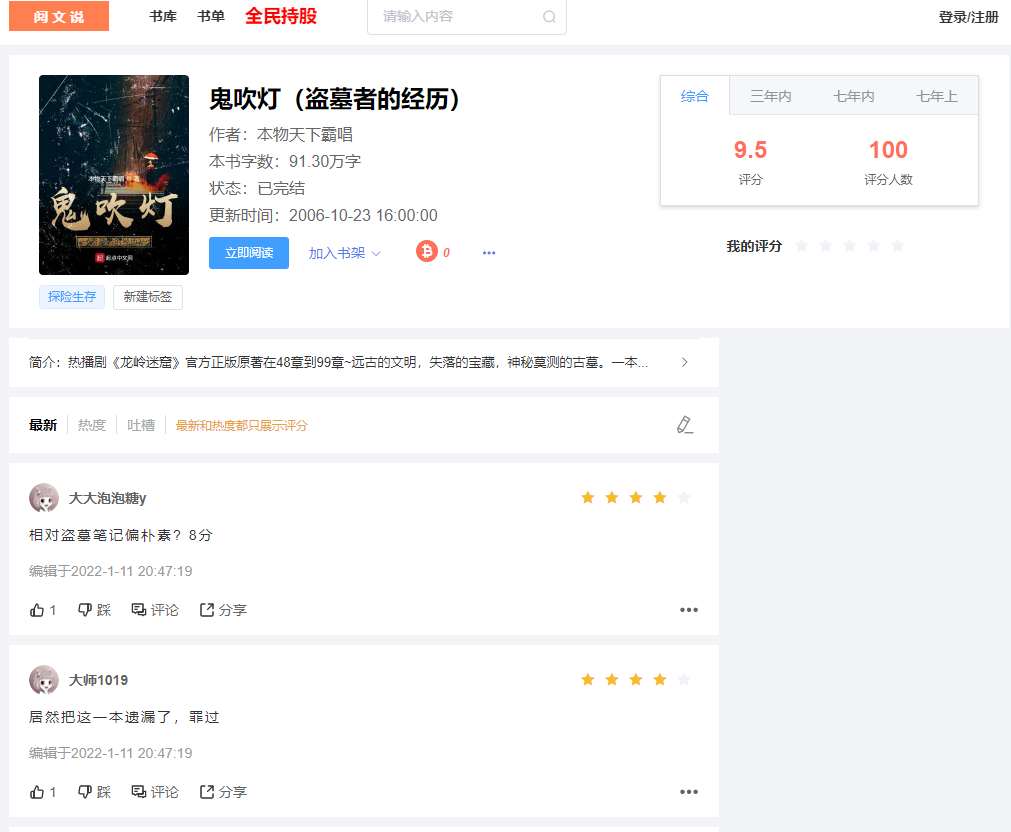 阅文说
书库 书单 全民持股 请输入内容 登录/注册
鬼吹灯（盗墓者的经历）
作者：本物天下霸唱
本书字数：91.30万字
状态：已完结
更新时间：2006-10-23 16:00:00
立即阅读 加入书架 0
本物天下霸唱 著
鬼吹灯
起点中文网
探险生存 新建标签
综合 三年内 七年内 七年上
9.5 100
评分 评分人数
我的评分
简介：热播剧《龙岭迷窟》官方正版原著在48章到99章~远古的文明，失落的宝藏，神秘莫测的古墓。一本...
最新 热度 吐槽 最新和热度都只展示评分
大大泡泡糖y
相对盗墓笔记偏朴素？8分
编辑于2022-1-11 20:47:19
1 踩 评论 分享
大师1019
居然把这一本遗漏了，罪过
编辑于2022-1-11 20:47:19
1 踩 评论 分享